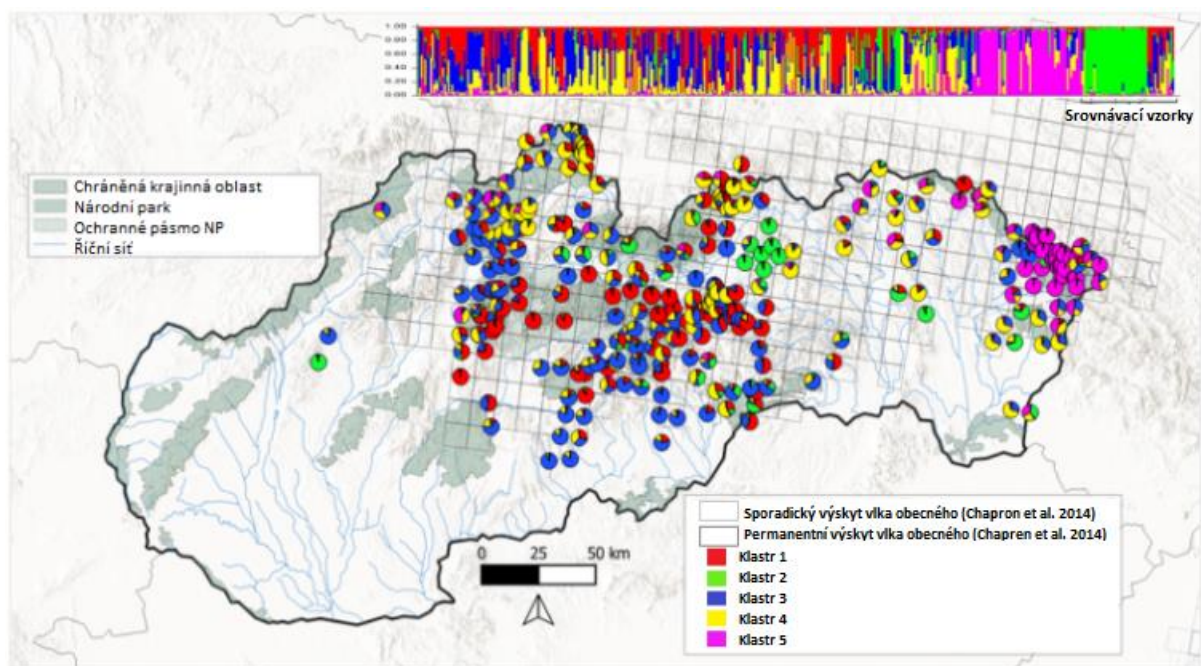 1.00
0.80
0.60
0.40
0.20
0.00
Srovnávací vzorky
Chráněná krajinná oblast
Národní park
Ochranné pásmo NP
Říční síť
Sporadický výskyt vlka obecného (Chapron et al. 2014)
Permanentní výskyt vlka obecného (Chapren et al. 2014)
0 25 50 km
Klastr 1
Klastr 2
Klastr 3
Klastr 4
Klastr 5